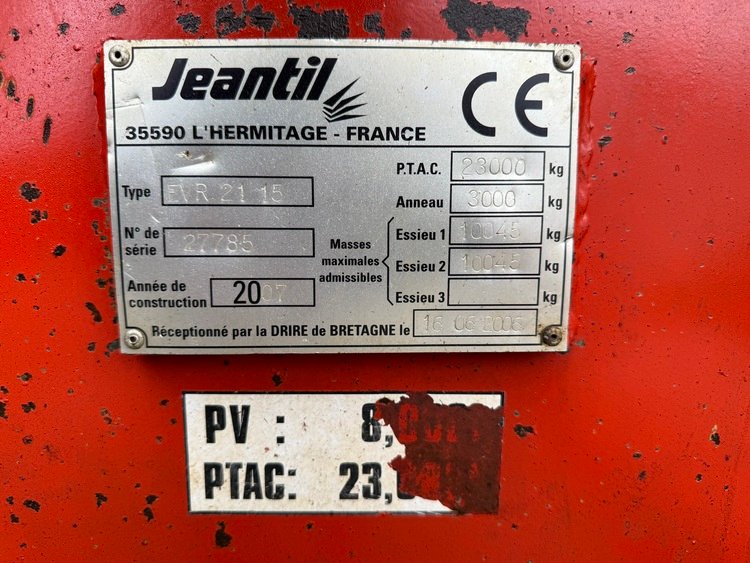 Jeantil
CE
35590 L'HERMITAGE - FRANCE
P.T.A.C. 23000 kg
Type EVR 21 15
Anneau 3000 kg
N° de série 27785
Masses maximales admissibles
Essieu 1 10045 kg
Essieu 2 10045 kg
Essieu 3 kg
Année de construction 2007
Réceptionné par la DRIRE de BRETAGNE le 16 06 2006
PV : 8,
PTAC: 23,